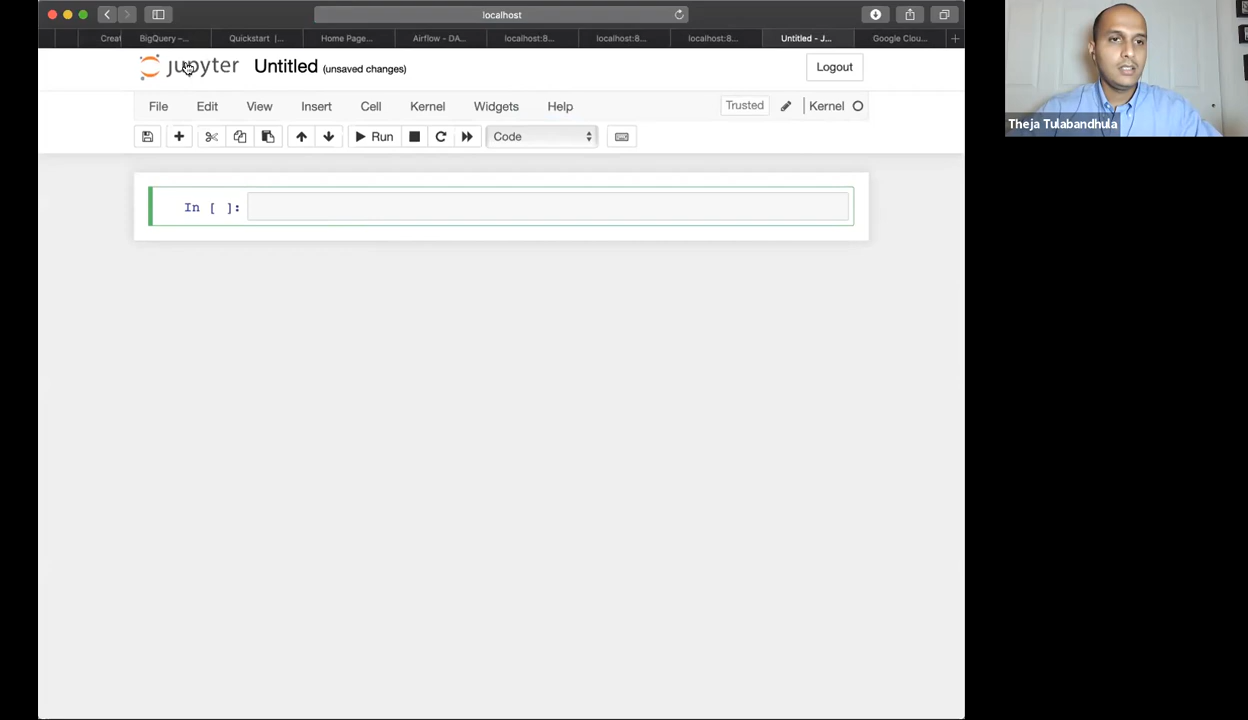 localhost
Creat BigQuery –... Quickstart |... Home Page... Airflow - DA... localhost:8... localhost:8... localhost:8... Untitled - J... Google Clou...
jupyter Untitled (unsaved changes) Logout
File Edit View Insert Cell Kernel Widgets Help Trusted Kernel
Run Code
In [ ]:
Theja Tulabandhula